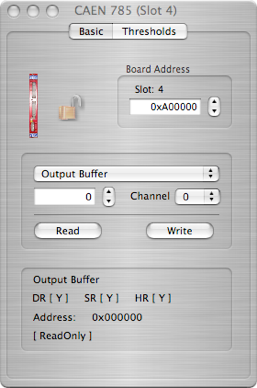 CAEN 785 (Slot 4)
Basic Thresholds
Board Address
Slot: 4
0xA00000
Output Buffer
0 Channel 0
Read Write
Output Buffer
DR [ Y ] SR [ Y ] HR [ Y ]
Address: 0x000000
[ ReadOnly ]